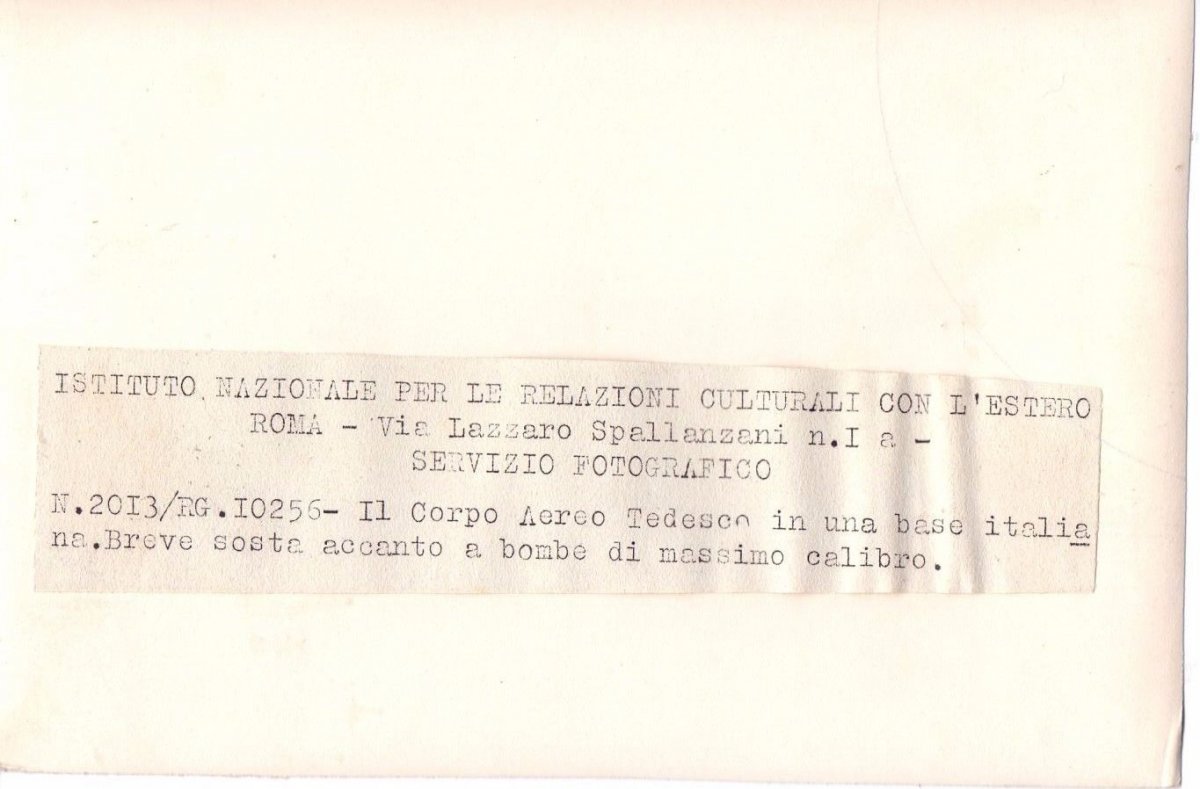 ISTITUTO NAZIONALE PER LE RELAZIONI CULTURALI CON L'ESTERO
ROMA - Via Lazzaro Spallanzani n.I a -
SERVIZIO FOTOGRAFICO
N.20I3/RG.I0256- Il Corpo Aereo Tedesco in una base italia
na.Breve sosta accanto a bombe di massimo calibro.